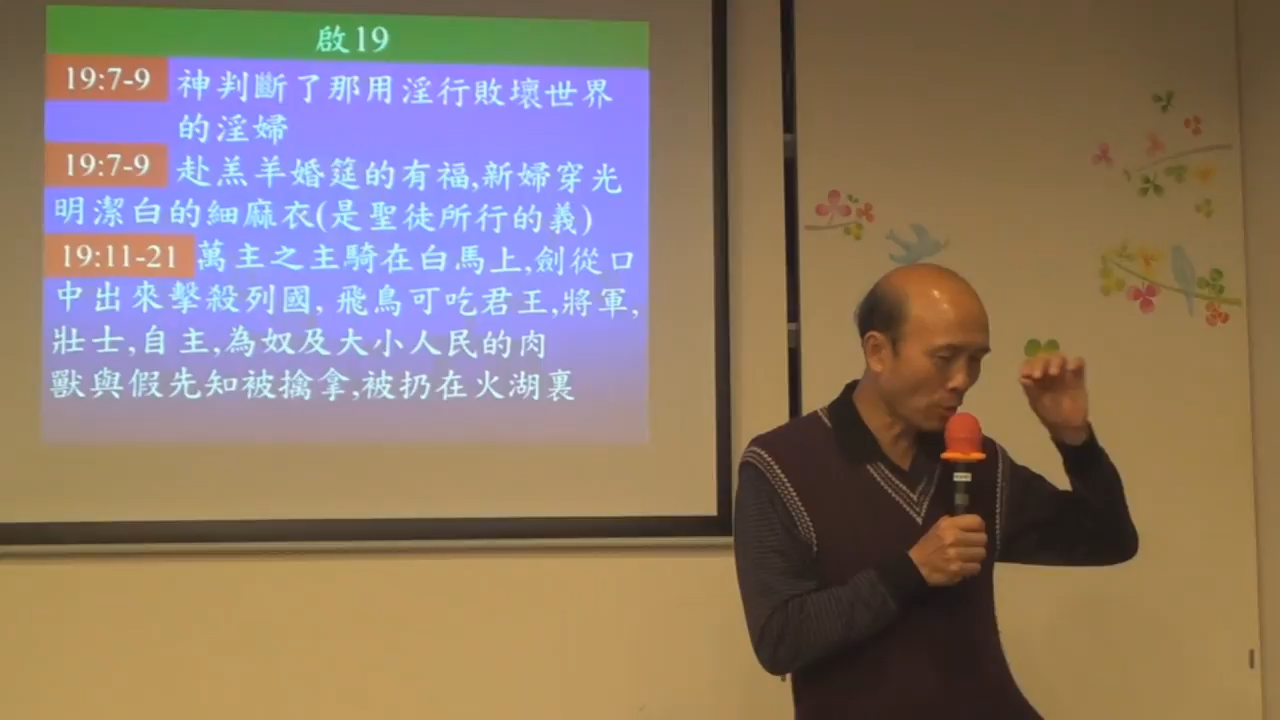 啟19
19:7-9 神判斷了那用淫行敗壞世界
的淫婦
19:7-9 赴羔羊婚筵的有福,新婦穿光
明潔白的細麻衣(是聖徒所行的義)
19:11-21 萬主之主騎在白馬上,劍從口
中出來擊殺列國, 飛鳥可吃君王,將軍,
壯士,自主,為奴及大小人民的肉
獸與假先知被擒拿,被扔在火湖裏